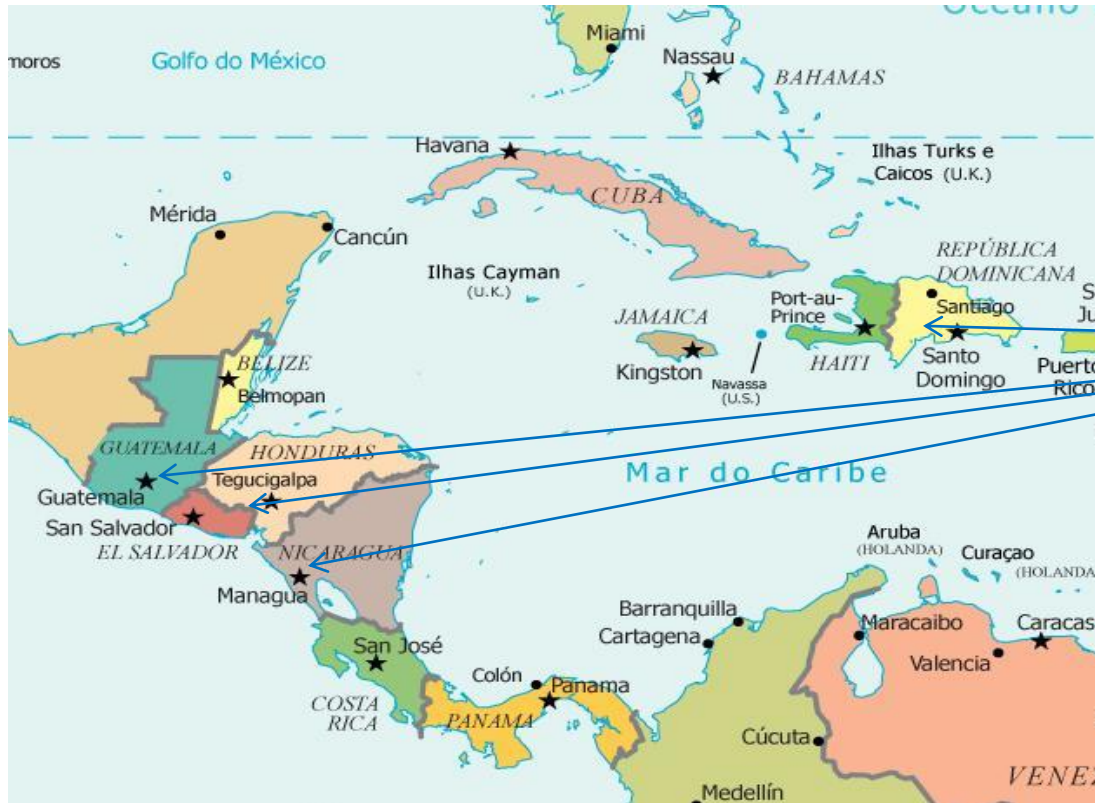 Oceano
Miami
Nassau
moros
Golfo do México
BAHAMAS
Havana
Ilhas Turks e
Caicos (U.K.)
CUBA
Mérida
Cancún
REPÚBLICA
DOMINICANA
Ilhas Cayman
(U.K.)
Port-au-
Prince
Santiago
S
Ju
JAMAICA
HAITI
Santo
Domingo
Kingston
Navassa
(U.S.)
Puerto
Rico
BELIZE
Belmopan
GUATEMALA
HONDURAS
Tegucigalpa
Mar do Caribe
Guatemala
San Salvador
EL SALVADOR
NICARAGUA
Managua
Aruba
(HOLANDA)
Curaçao
(HOLANDA
Barranquilla
Cartagena
Maracaibo
Caracas
Valencia
San José
Colón
Panama
COSTA
RICA
PANAMA
Cúcuta
VENEZ
Medellín